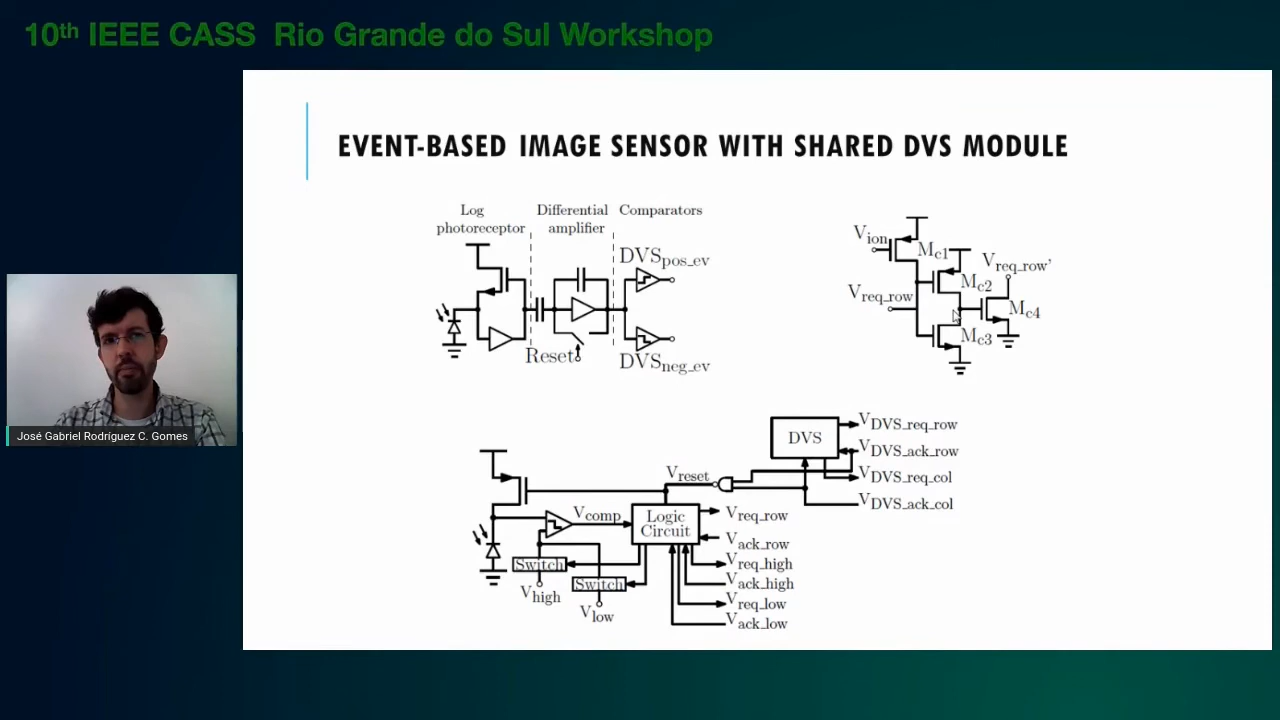 10th IEEE CASS Rio Grande do Sul Workshop
EVENT-BASED IMAGE SENSOR WITH SHARED DVS MODULE
Log
photoreceptor
Differential
amplifier
Comparators
DVSpos_ev
Reset
DVSneg_ev
Vion
Mc1
Mc2
Vreq_row'
Vreq_row
Mc4
Mc3
José Gabriel Rodríguez C. Gomes
DVS
VDVS_req_row
VDVS_ack_row
VDVS_req_col
VDVS_ack_col
Vreset
Vcomp
Logic
Circuit
Vreq_row
Vack_row
Vreq_high
Vack_high
Vreq_low
Vack_low
Switch
Switch
Vhigh
Vlow